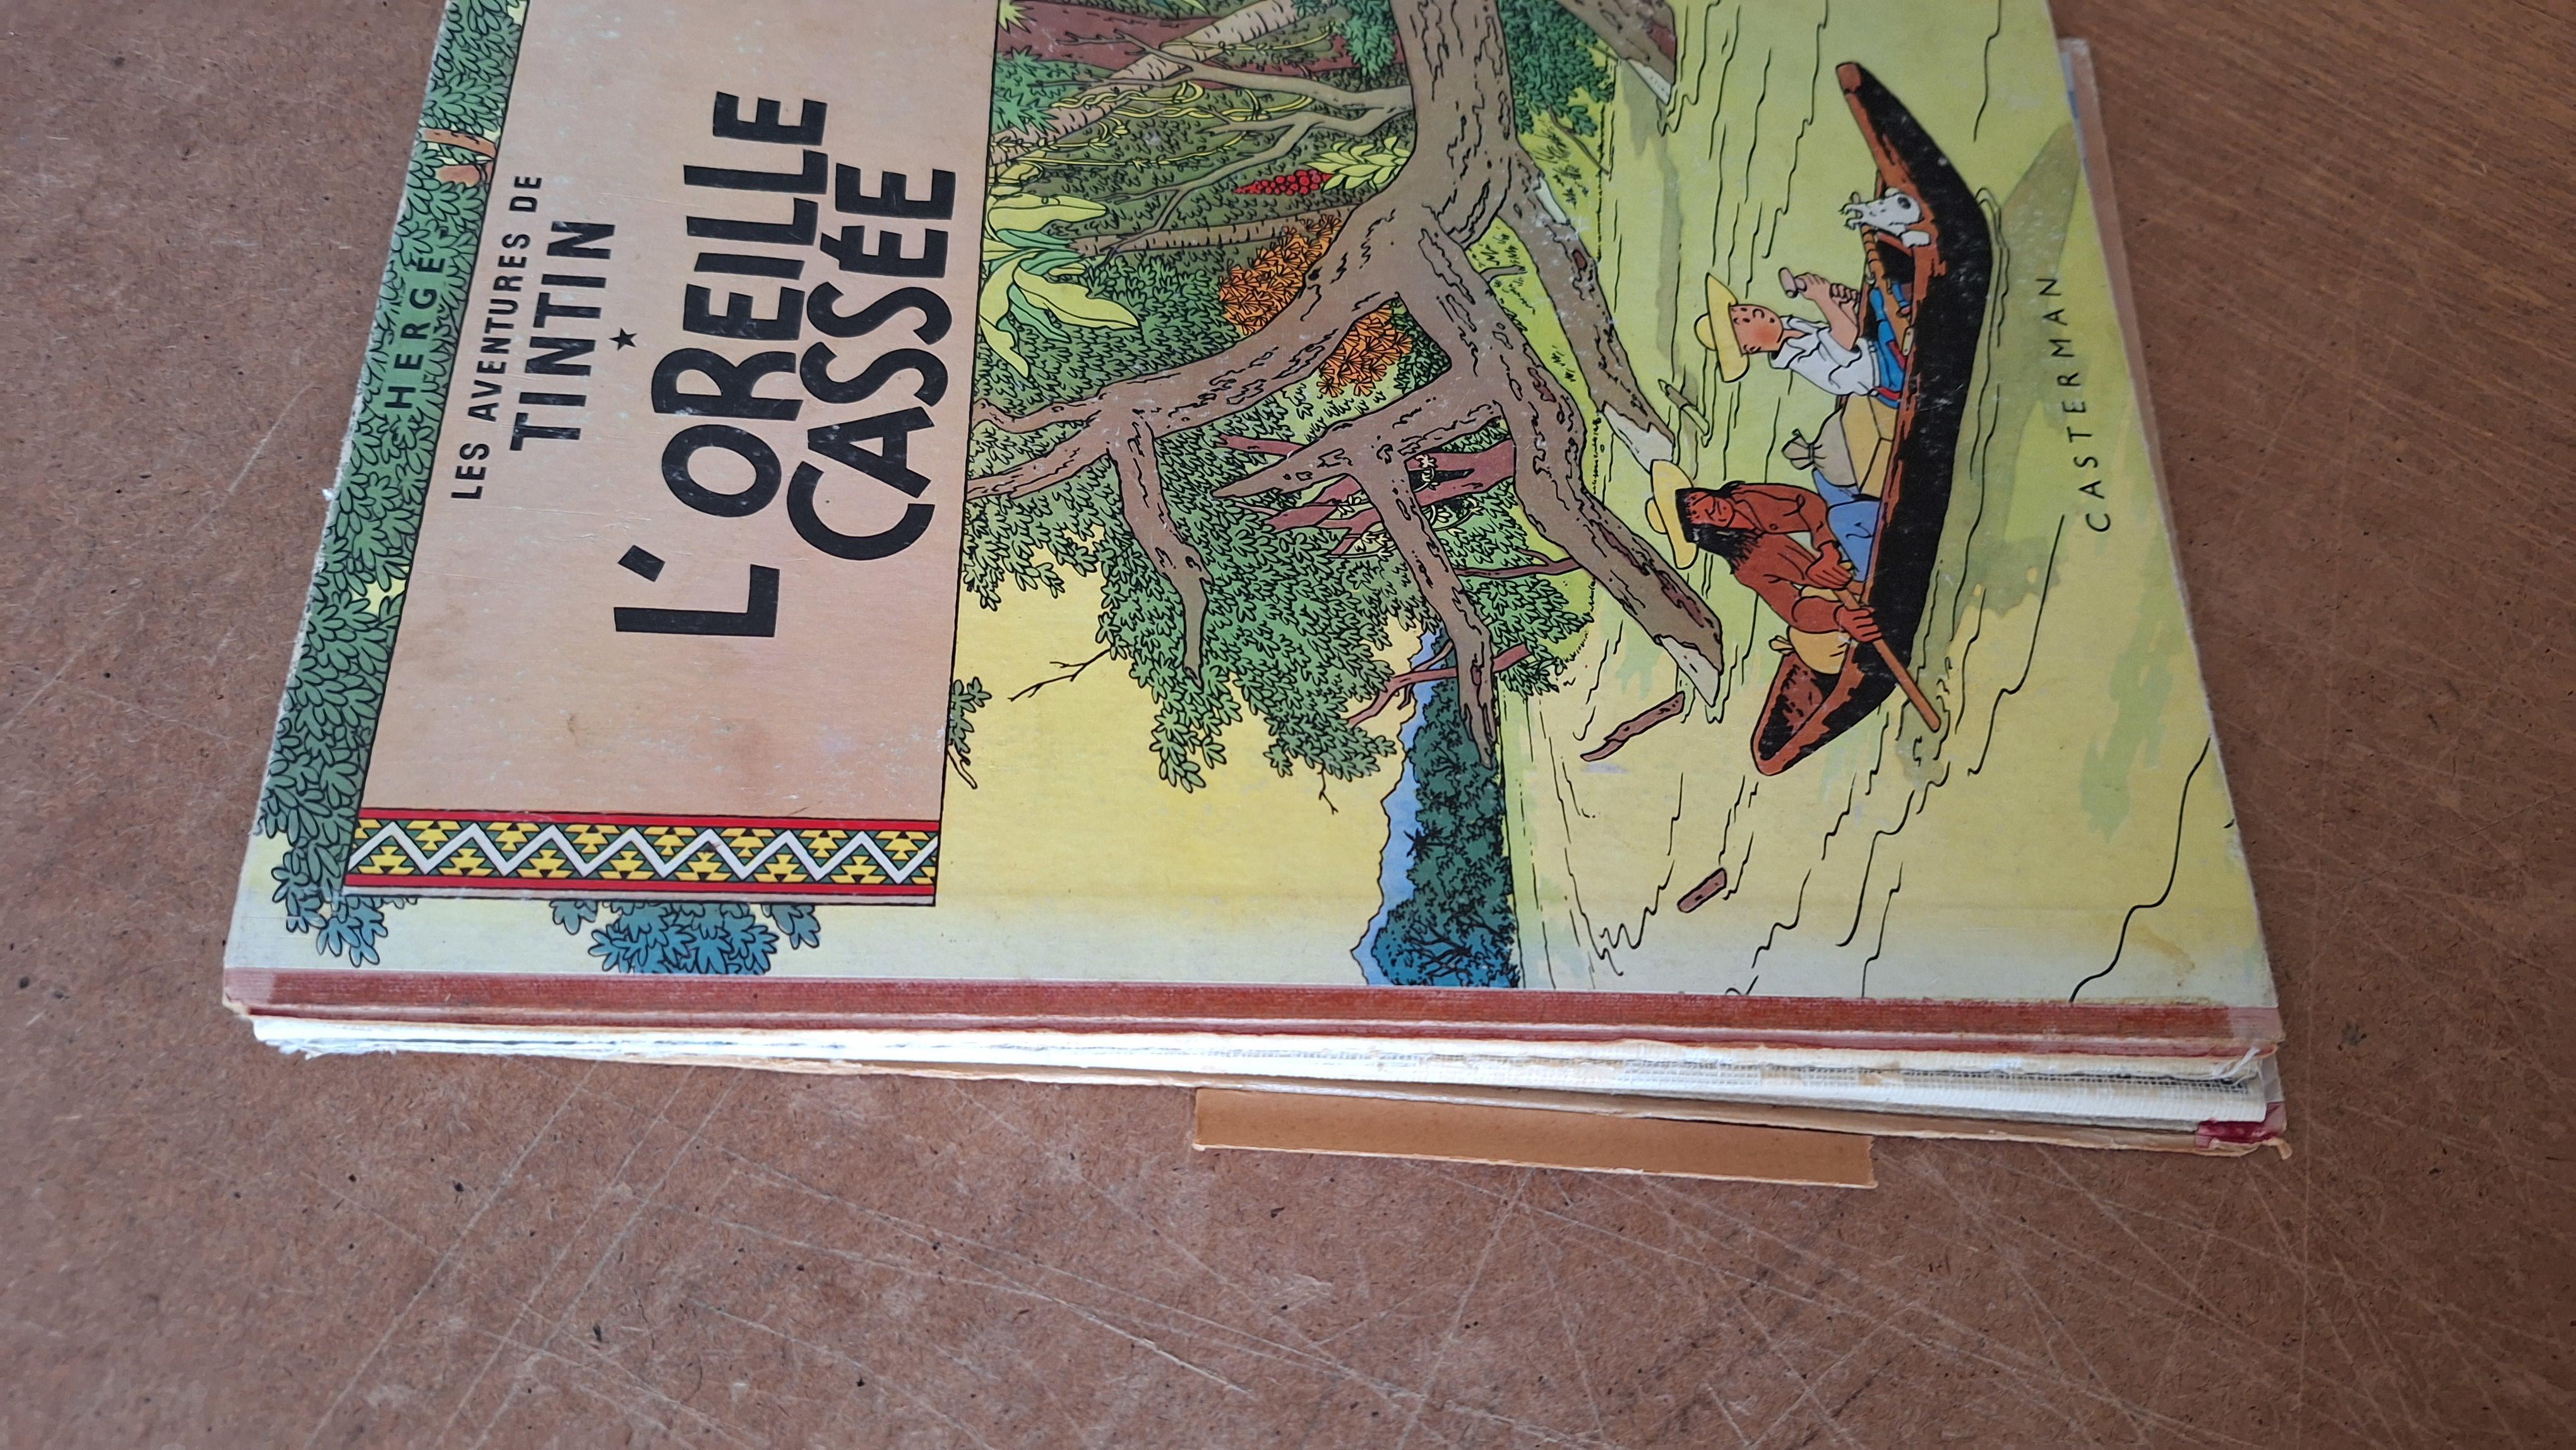 HERGÉ
LES AVENTURES DE
TINTIN
★
L'OREILLE
CASSÉE
CASTERMAN